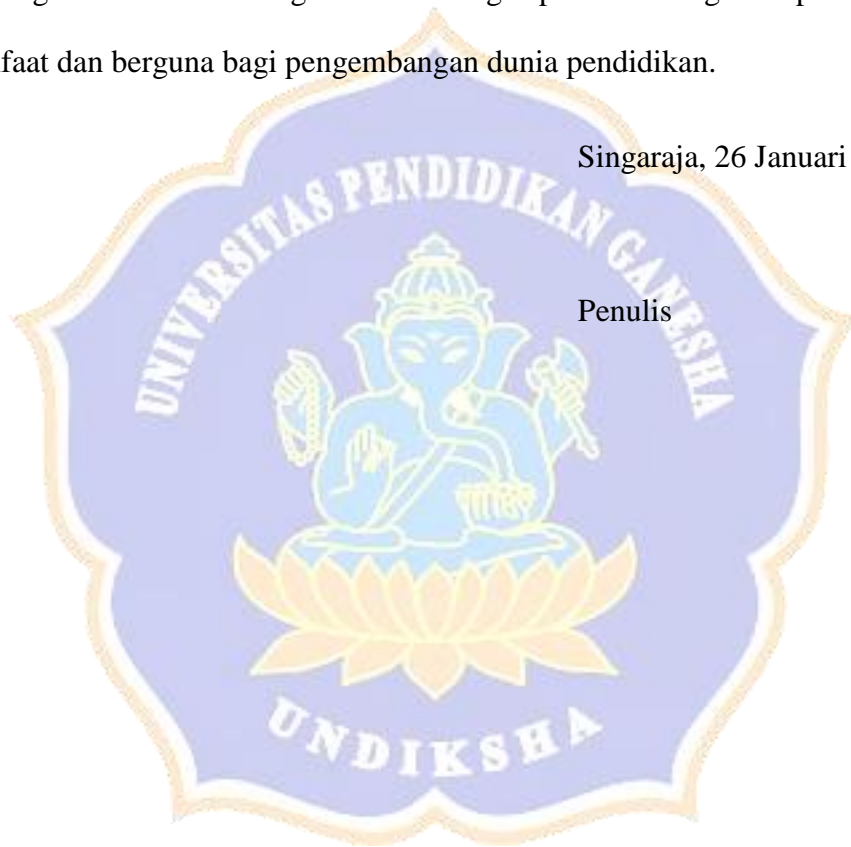 faat dan berguna bagi pengembangan dunia pendidikan.
Singaraja, 26 Januari
UNIVERSITAS PENDIDIKAN GANESHA
Penulis
UNDIKSHA